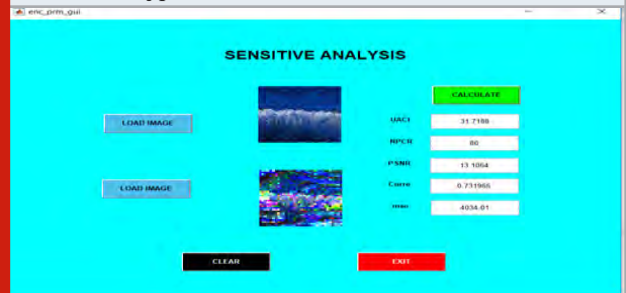 enc_prm_gui
SENSITIVE ANALYSIS
CALCULATE
LOAD IMAGE
UACI 31.7188
NPCR 80
PSNR 13.1064
LOAD IMAGE
Corre 0.731965
mse 4034.01
CLEAR
EXIT